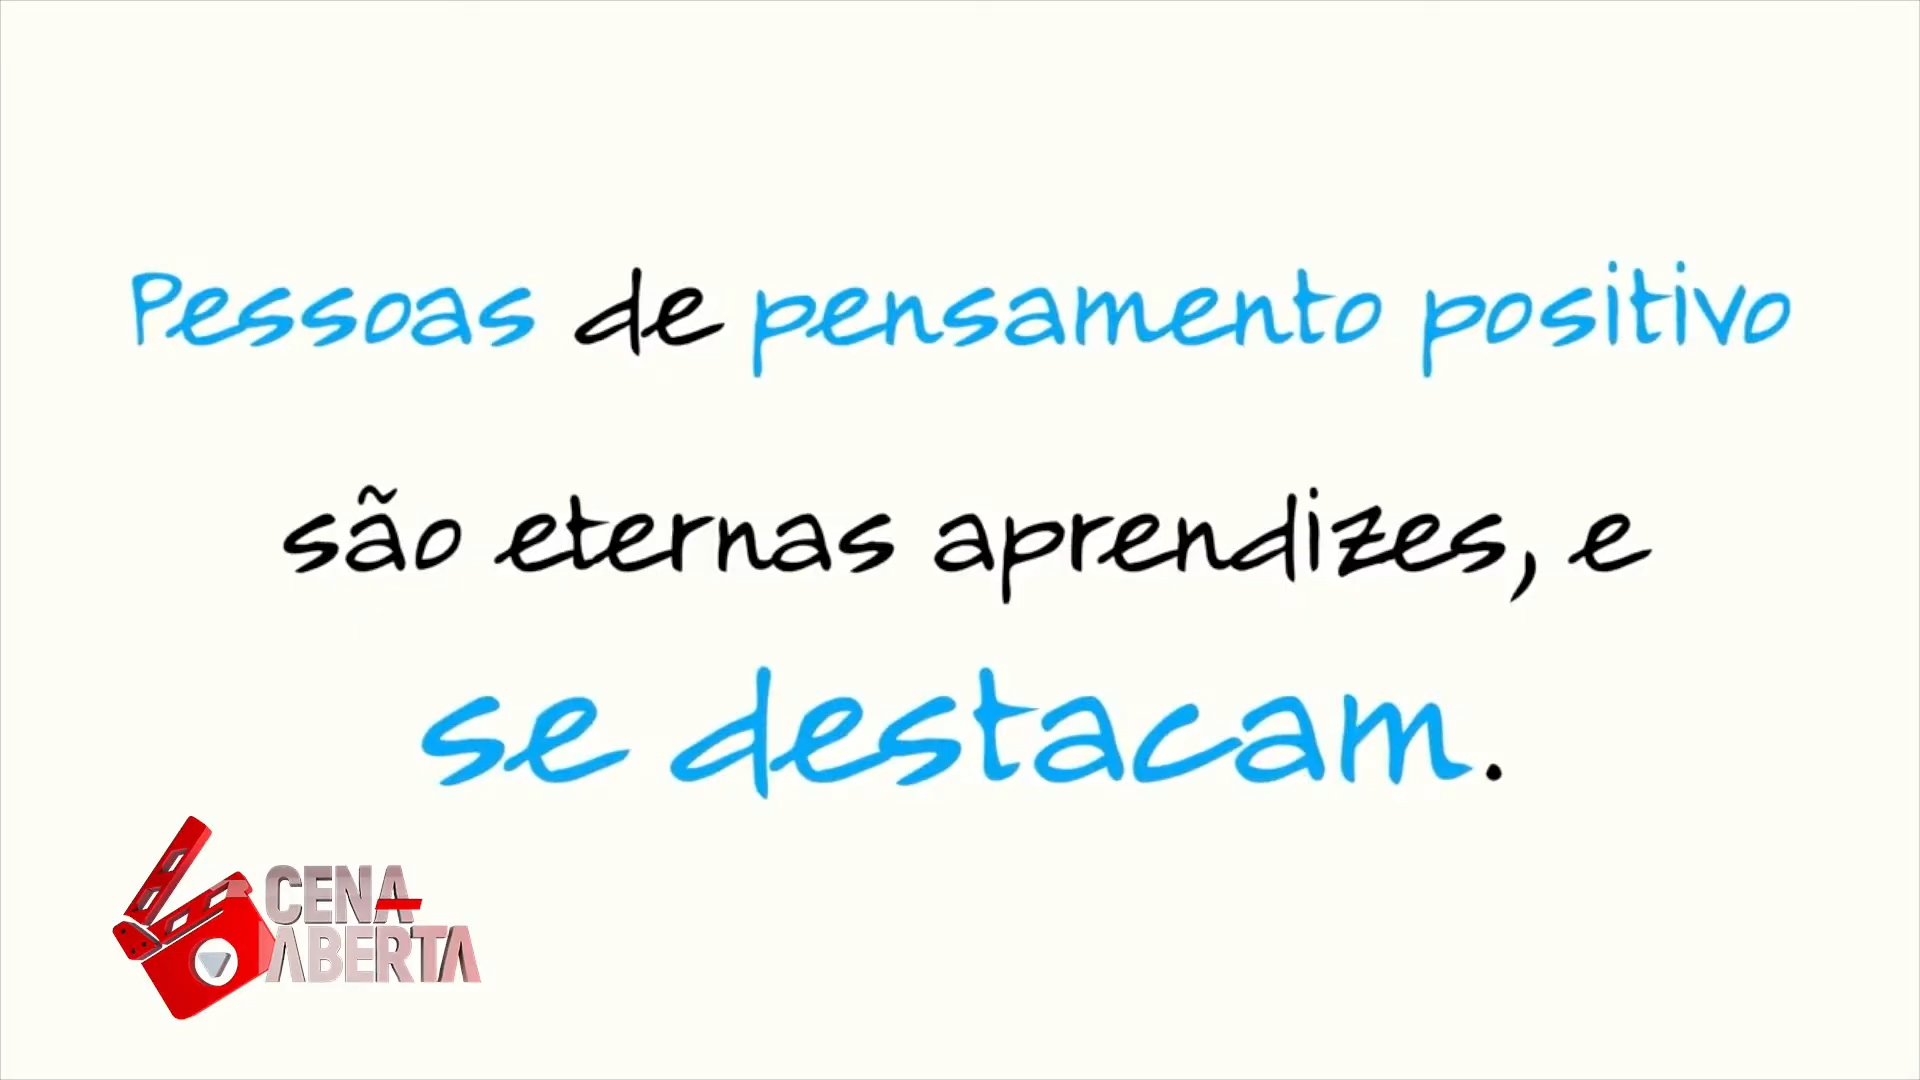 Pessoas de pensamento positivo
são eternas aprendizes, e
se destacam.
CENA
ABERTA